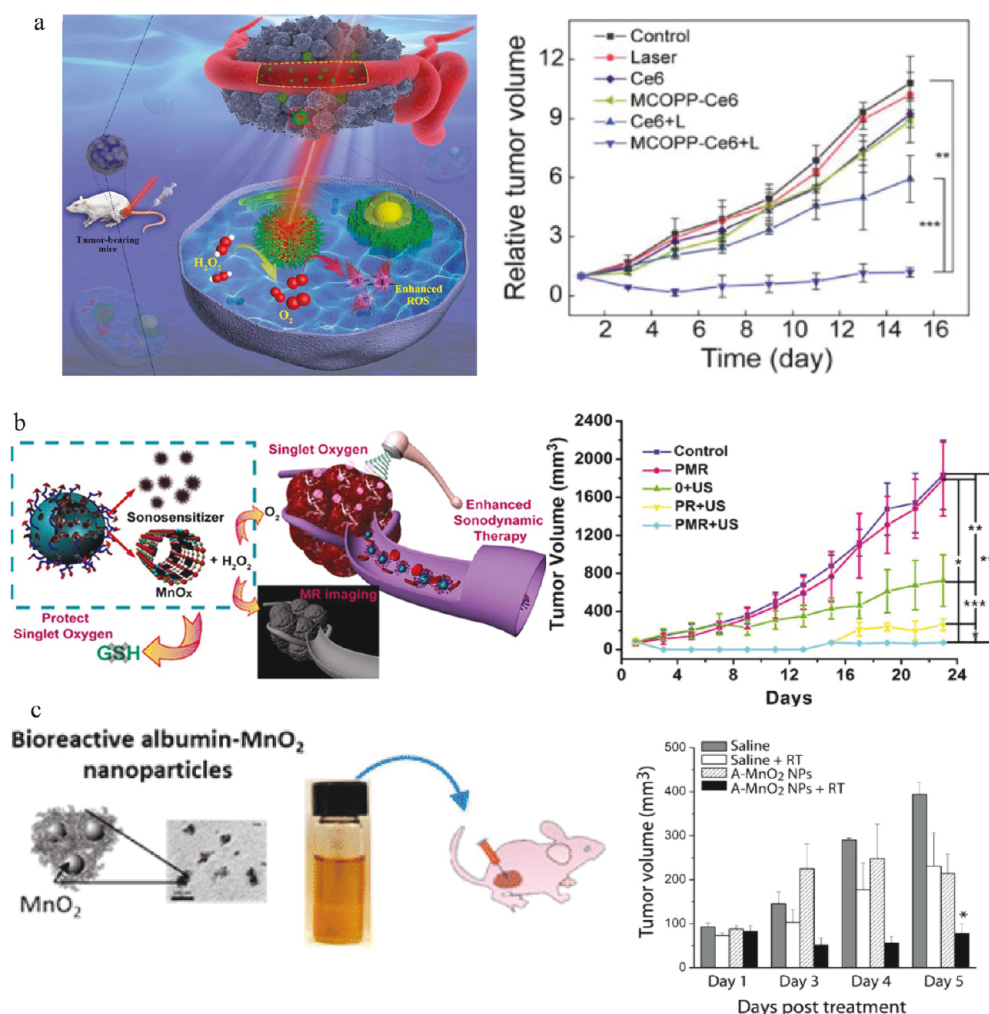 a
Tumor-bearing
mice
H2O2
O2
Enhanced
ROS
Control
Laser
Ce6
MCOPP-Ce6
Ce6+L
MCOPP-Ce6+L
**
***
Relative tumor volume
12
9
6
3
0
2 4 6 8 10 12 14 16
Time (day)
b
Sonosensitizer
+ H2O2
MnOx
Protect
Singlet Oxygen
GSH
O2
Singlet Oxygen
Enhanced
Sonodynamic
Therapy
MR imaging
Control
PMR
0+US
PR+US
PMR+US
**
**
*
***
*
Tumor Volume (mm3)
2400
2000
1600
1200
800
400
0
0 4 8 12 16 20 24
Days
c
Bioreactive albumin-MnO2
nanoparticles
MnO2
Saline
Saline + RT
A-MnO2 NPs
A-MnO2 NPs + RT
*
Tumor volume (mm3)
500
400
300
200
100
0
Day 1 Day 3 Day 4 Day 5
Days post treatment